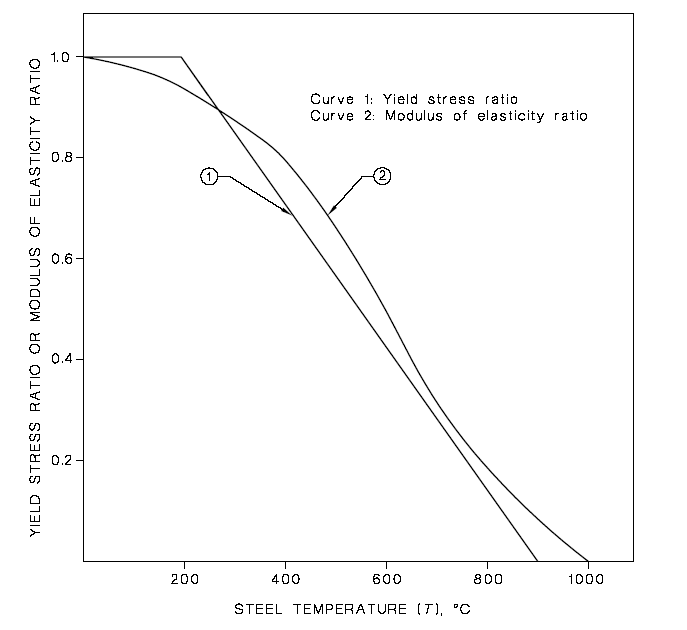 YIELD STRESS RATIO OR MODULUS OF ELASTICITY RATIO
1.0
0.8
0.6
0.4
0.2
Curve 1: Yield stress ratio
Curve 2: Modulus of elasticity ratio
1
2
200 400 600 800 1000
STEEL TEMPERATURE (T), °C